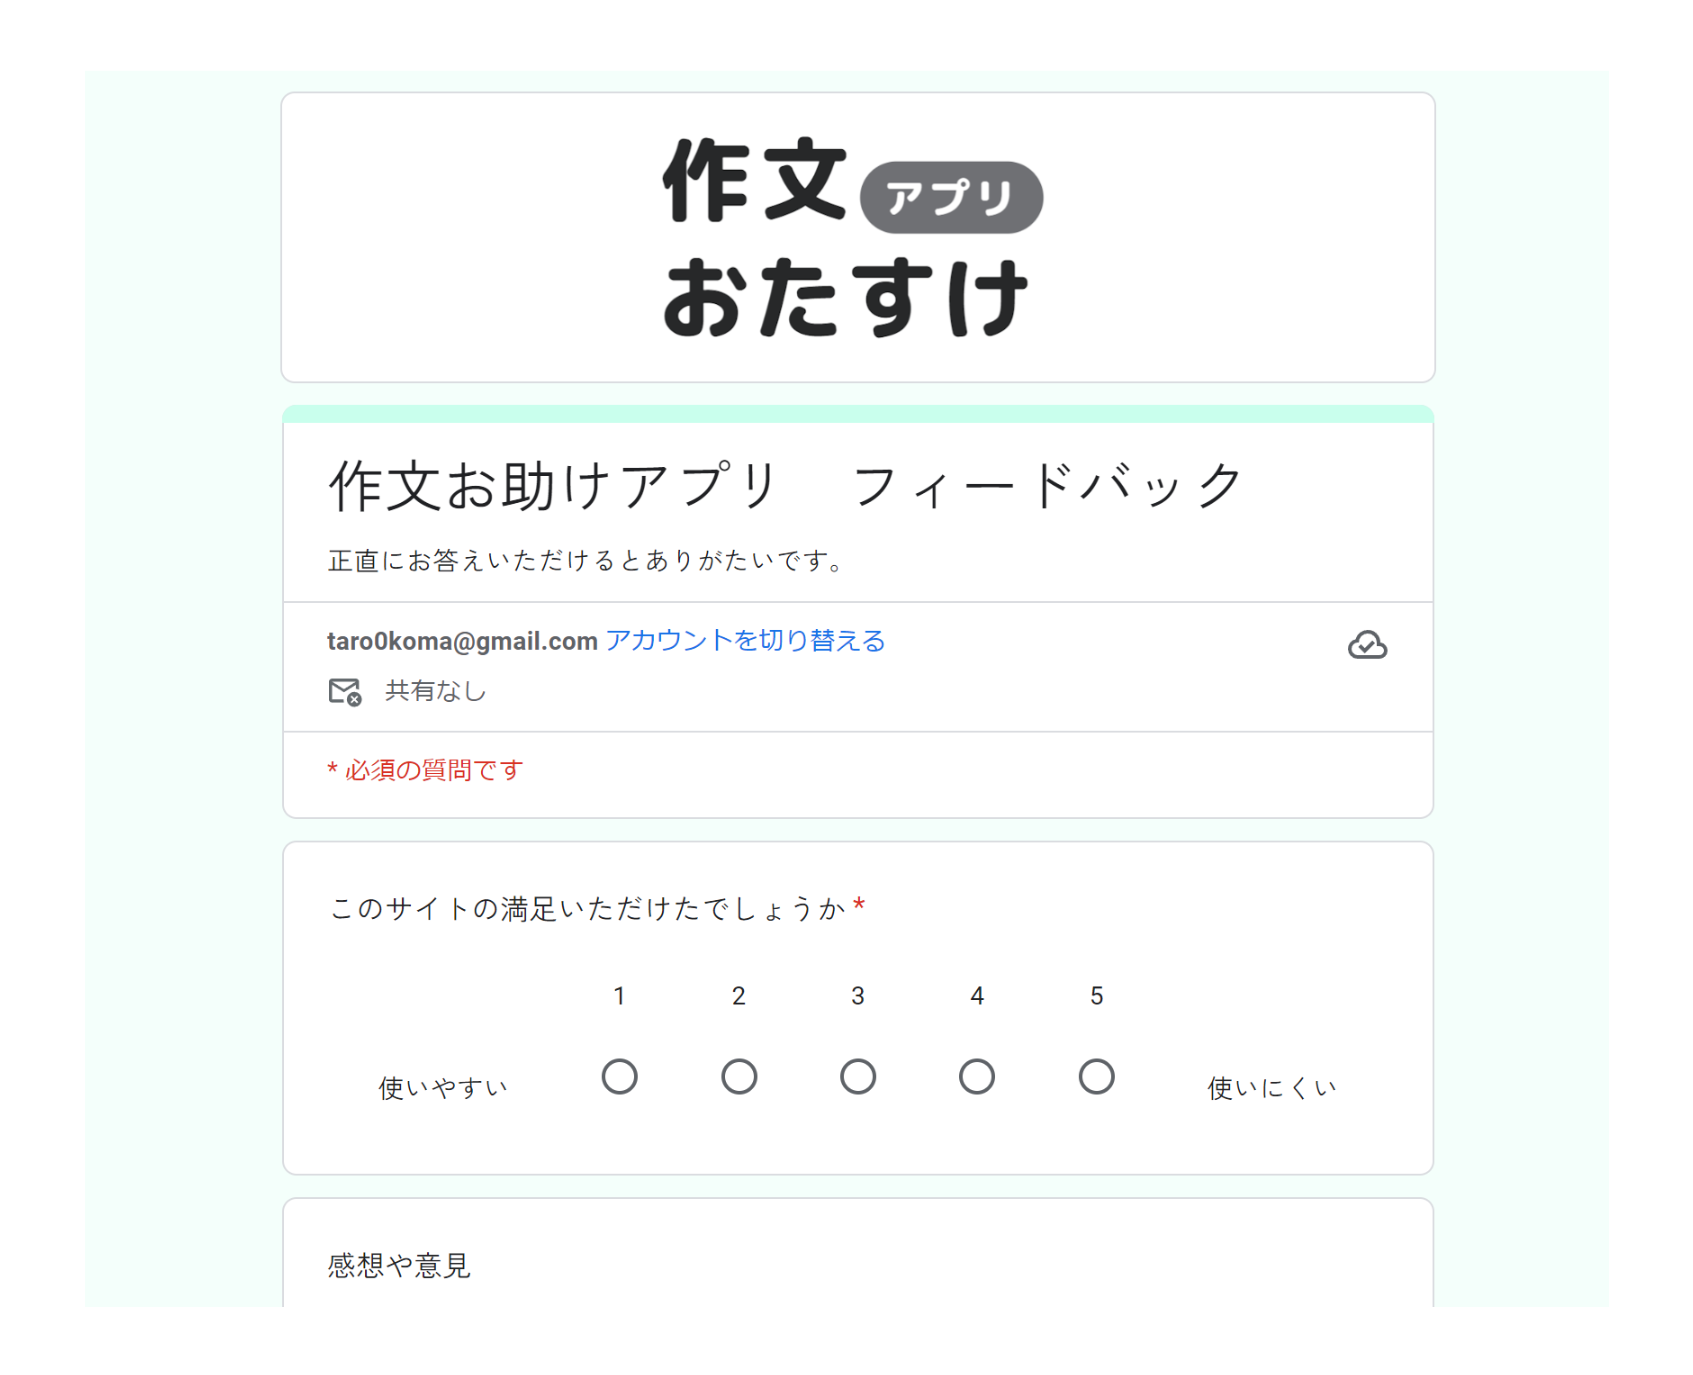 作文アプリ
おたすけ
作文お助けアプリ　フィードバック
正直にお答えいただけるとありがたいです。
taro0koma@gmail.com アカウントを切り替える
共有なし
* 必須の質問です
このサイトの満足いただけたでしょうか *
1 2 3 4 5
使いやすい 使いにくい
感想や意見